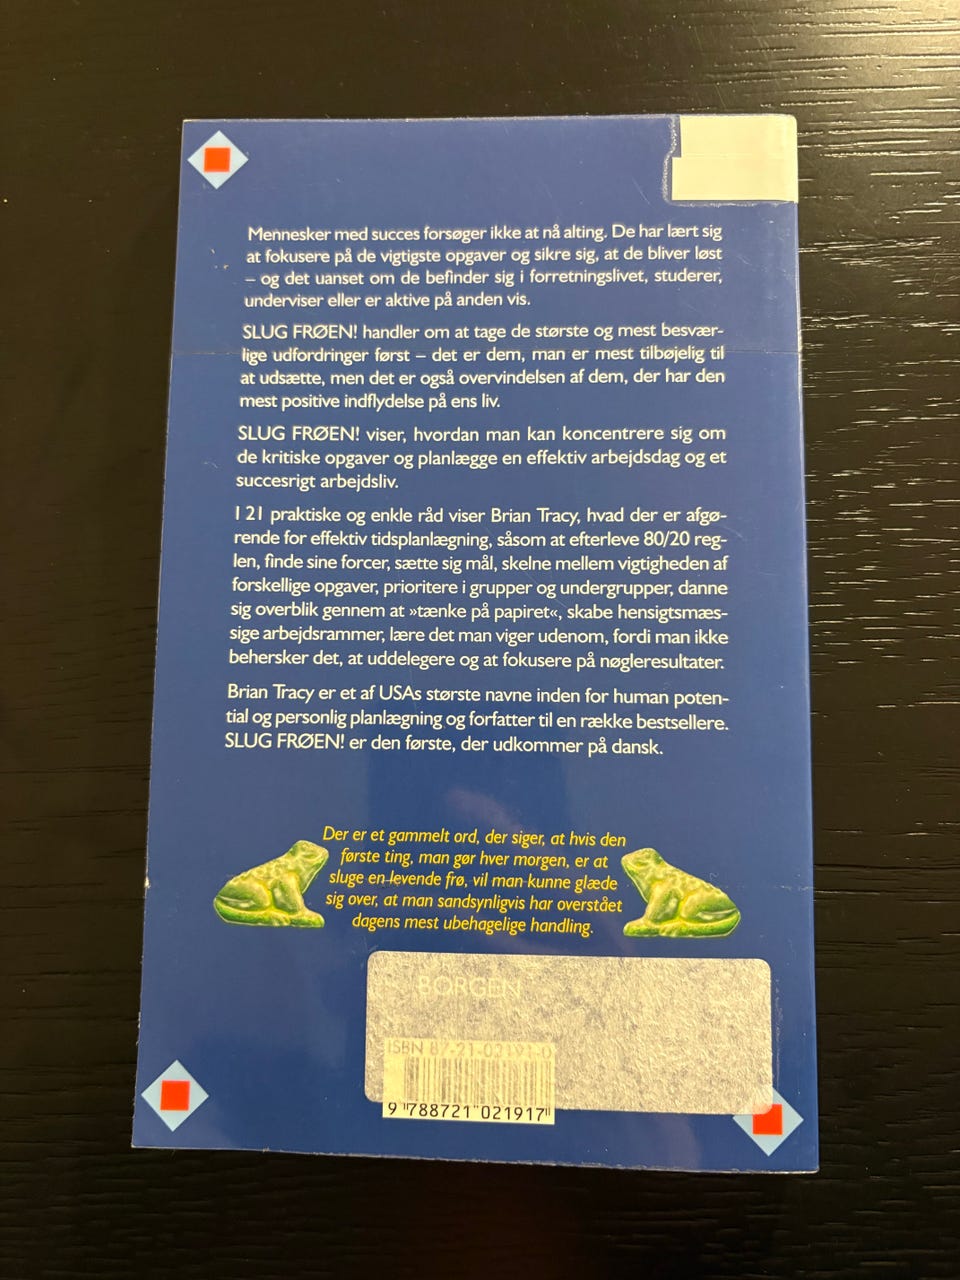 Mennesker med succes forsøger ikke at nå alting. De har lært sig
at fokusere på de vigtigste opgaver og sikre sig, at de bliver løst
– og det uanset om de befinder sig i forretningslivet, studerer,
underviser eller er aktive på anden vis.
SLUG FRØEN! handler om at tage de største og mest besvær-
lige udfordringer først – det er dem, man er mest tilbøjelig til
at udsætte, men det er også overvindelsen af dem, der har den
mest positive indflydelse på ens liv.
SLUG FRØEN! viser, hvordan man kan koncentrere sig om
de kritiske opgaver og planlægge en effektiv arbejdsdag og et
succesrigt arbejdsliv.
I 21 praktiske og enkle råd viser Brian Tracy, hvad der er afgø-
rende for effektiv tidsplanlægning, såsom at efterleve 80/20 reg-
len, finde sine forcer, sætte sig mål, skelne mellem vigtigheden af
forskellige opgaver, prioritere i grupper og undergrupper, danne
sig overblik gennem at »tænke på papiret«, skabe hensigtsmæs-
sige arbejdsrammer, lære det man viger udenom, fordi man ikke
behersker det, at uddelegere og at fokusere på nøgleresultater.
Brian Tracy er et af USAs største navne inden for human poten-
tial og personlig planlægning og forfatter til en række bestsellere.
SLUG FRØEN! er den første, der udkommer på dansk.
Der er et gammelt ord, der siger, at hvis den
første ting, man gør hver morgen, er at
sluge en levende frø, vil man kunne glæde
sig over, at man sandsynligvis har overstået
dagens mest ubehagelige handling.
BORGEN
ISBN 87-21-02191-0
9 788721 021917